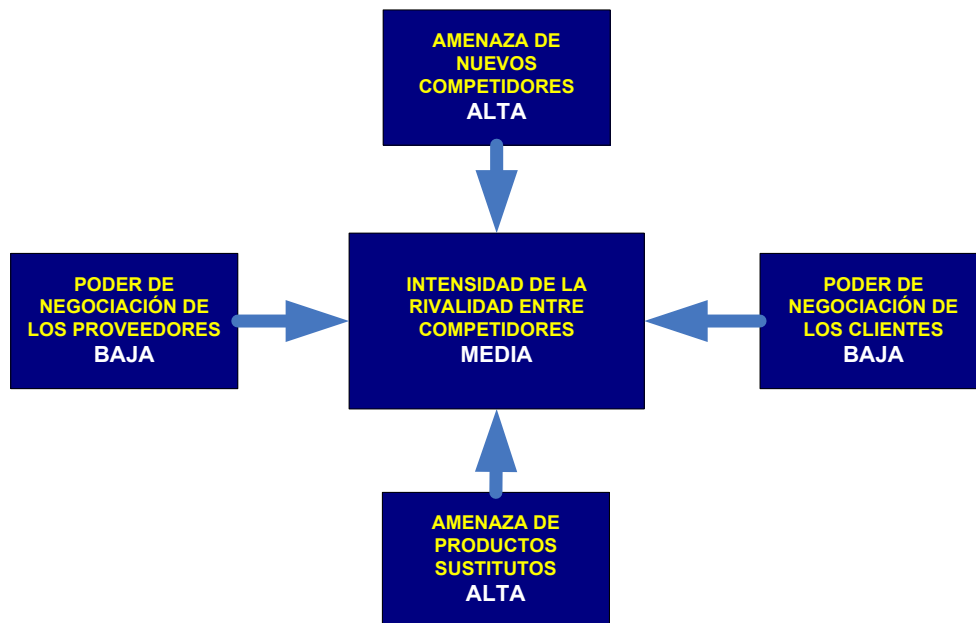 AMENAZA DE
NUEVOS
COMPETIDORES
ALTA
PODER DE
NEGOCIACIÓN DE
LOS PROVEEDORES
BAJA
INTENSIDAD DE LA
RIVALIDAD ENTRE
COMPETIDORES
MEDIA
PODER DE
NEGOCIACIÓN DE
LOS CLIENTES
BAJA
AMENAZA DE
PRODUCTOS
SUSTITUTOS
ALTA